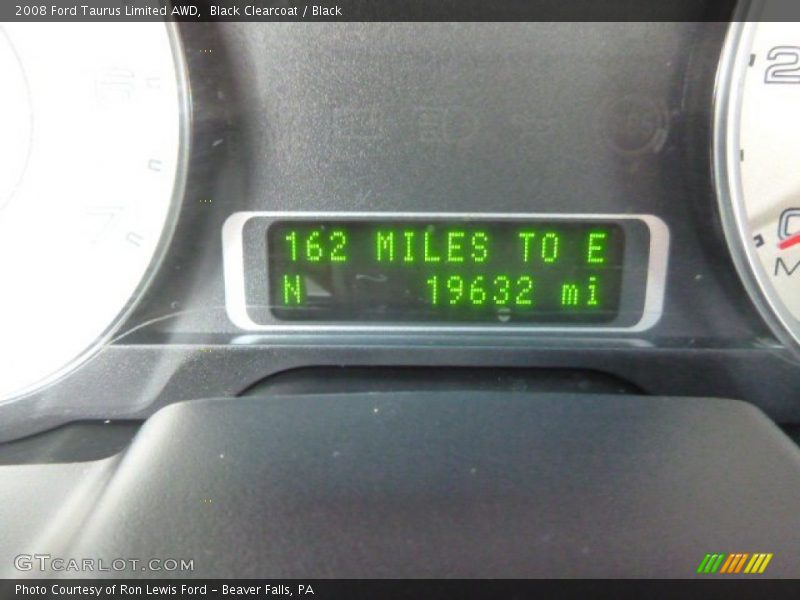 2008 Ford Taurus Limited AWD, Black Clearcoat / Black
2
162 MILES TO E
N 19632 mi
GTCARLOT.COM
Photo Courtesy of Ron Lewis Ford – Beaver Falls, PA